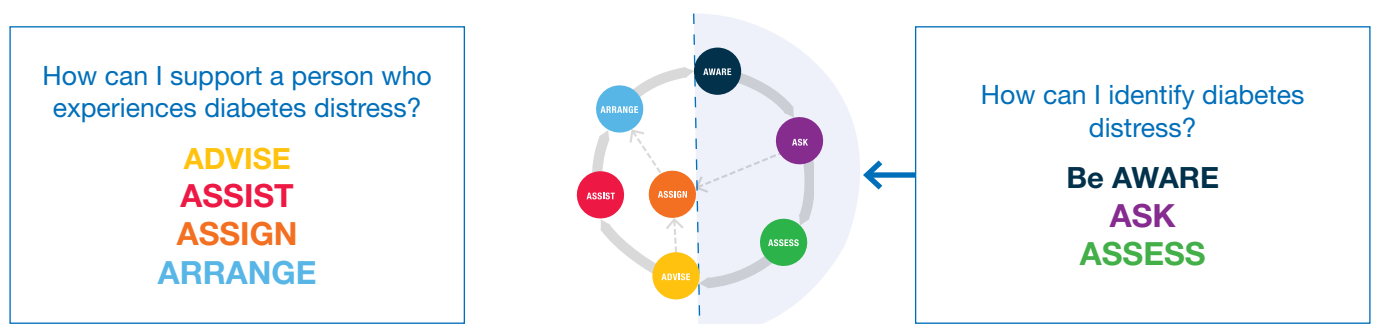 How can I support a person who
experiences diabetes distress?
ADVISE
ASSIST
ASSIGN
ARRANGE
AWARE
ARRANGE
ASK
ASSIST
ASSIGN
ASSESS
ADVISE
How can I identify diabetes
distress?
Be AWARE
ASK
ASSESS